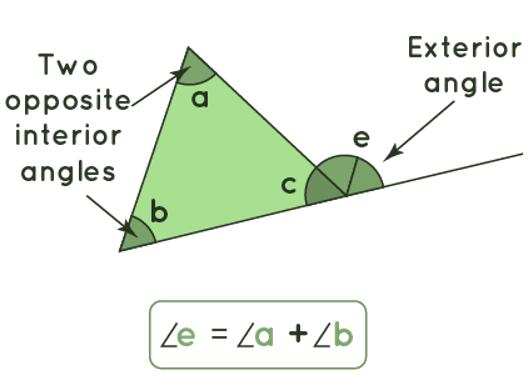 Two
opposite
interior
angles
Exterior
angle
a
b
c
e
∠e = ∠a + ∠b